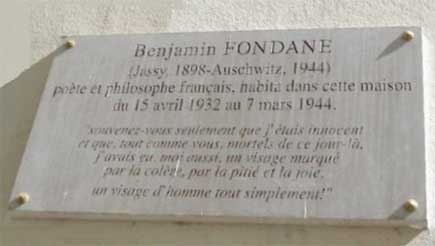 Benjamin FONDANE
(Jassy, 1898-Auschwitz, 1944)
poète et philosophe français, habita dans cette maison
du 15 avril 1932 au 7 mars 1944.
"souvenez-vous seulement que j'étais innocent
et que, tout comme vous, mortels de ce jour-là,
j'avais eu, moi aussi, un visage marqué
par la colère, par la pitié et la joie,
un visage d'homme tout simplement!"